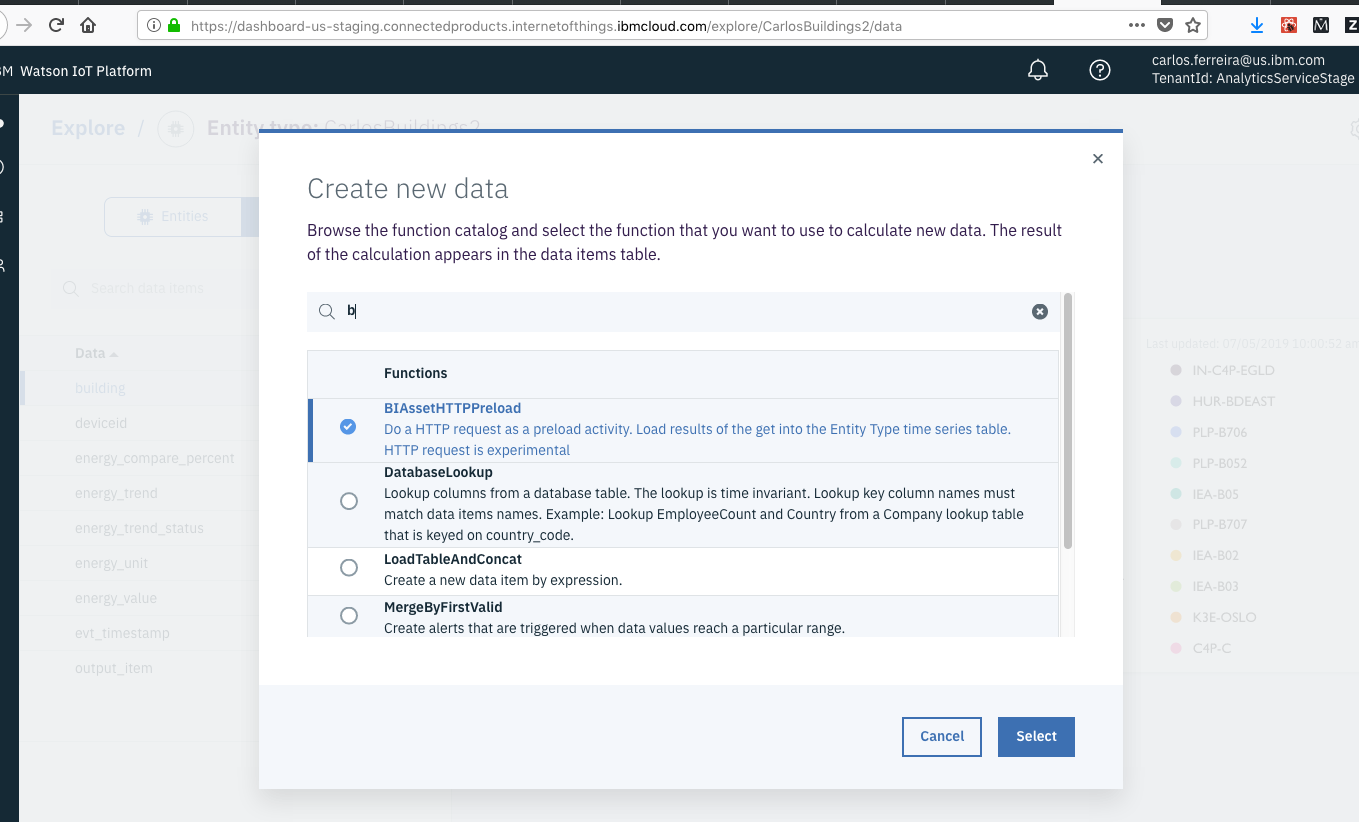 https://dashboard-us-staging.connectedproducts.internetofthings.ibmcloud.com/explore/CarlosBuildings2/data
M Watson IoT Platform
carlos.ferreira@us.ibm.com
TenantId: AnalyticsServiceStage
Explore / Entity type: CarlosBuildings2
Create new data
Browse the function catalog and select the function that you want to use to calculate new data. The result
of the calculation appears in the data items table.
b
Functions
BIAssetHTTPPreload
Do a HTTP request as a preload activity. Load results of the get into the Entity Type time series table.
HTTP request is experimental
DatabaseLookup
Lookup columns from a database table. The lookup is time invariant. Lookup key column names must
match data items names. Example: Lookup EmployeeCount and Country from a Company lookup table
that is keyed on country_code.
LoadTableAndConcat
Create a new data item by expression.
MergeByFirstValid
Create alerts that are triggered when data values reach a particular range.
Cancel
Select
Entities
Search data items
Data
building
deviceid
energy_compare_percent
energy_trend
energy_trend_status
energy_unit
energy_value
evt_timestamp
output_item
Last updated: 07/05/2019 10:00:52 am
IN-C4P-EGLD
HUR-BDEAST
PLP-B706
PLP-B052
IEA-B05
PLP-B707
IEA-B02
IEA-B03
K3E-OSLO
C4P-C